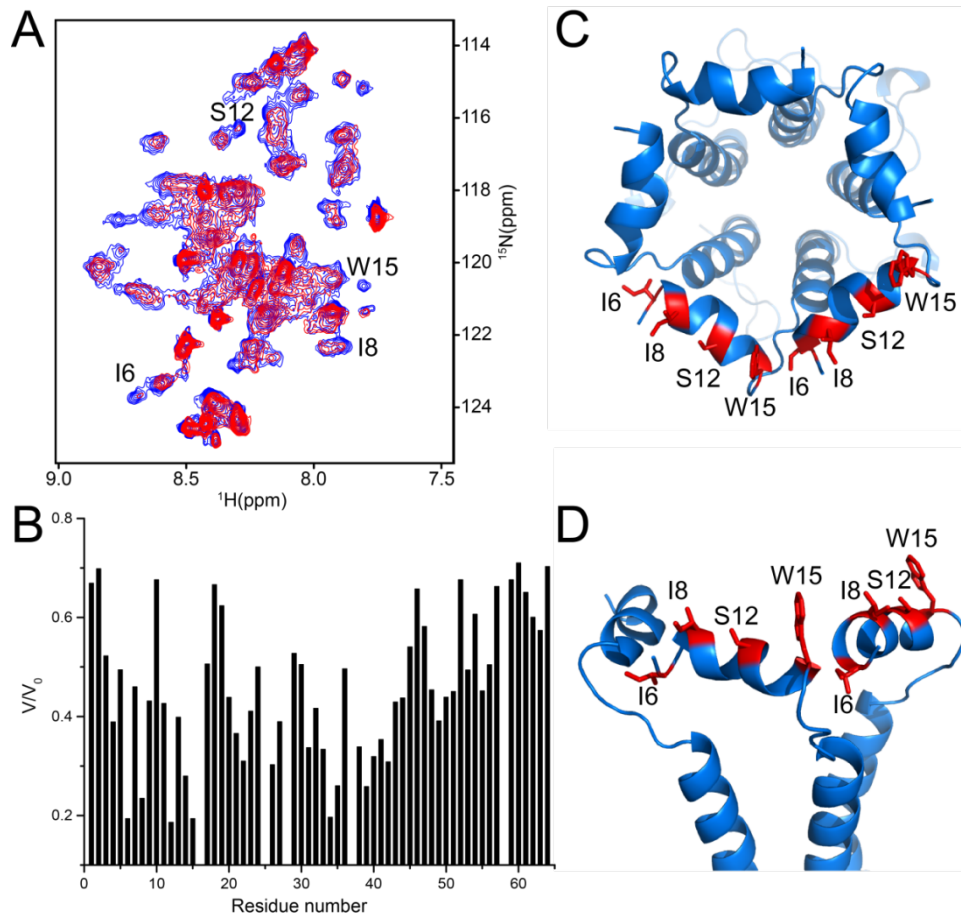 A
S12
W15
I8
I6
114
116
118
120
122
124
¹⁵N(ppm)
9.0
8.5
8.0
7.5
¹H(ppm)
B
0.8
0.6
0.4
0.2
V/V₀
0
10
20
30
40
50
60
Residue number
C
W15
I6
I8
S12
S12
W15
I6
I8
D
W15
W15
I8
S12
I8
S12
I6
I6